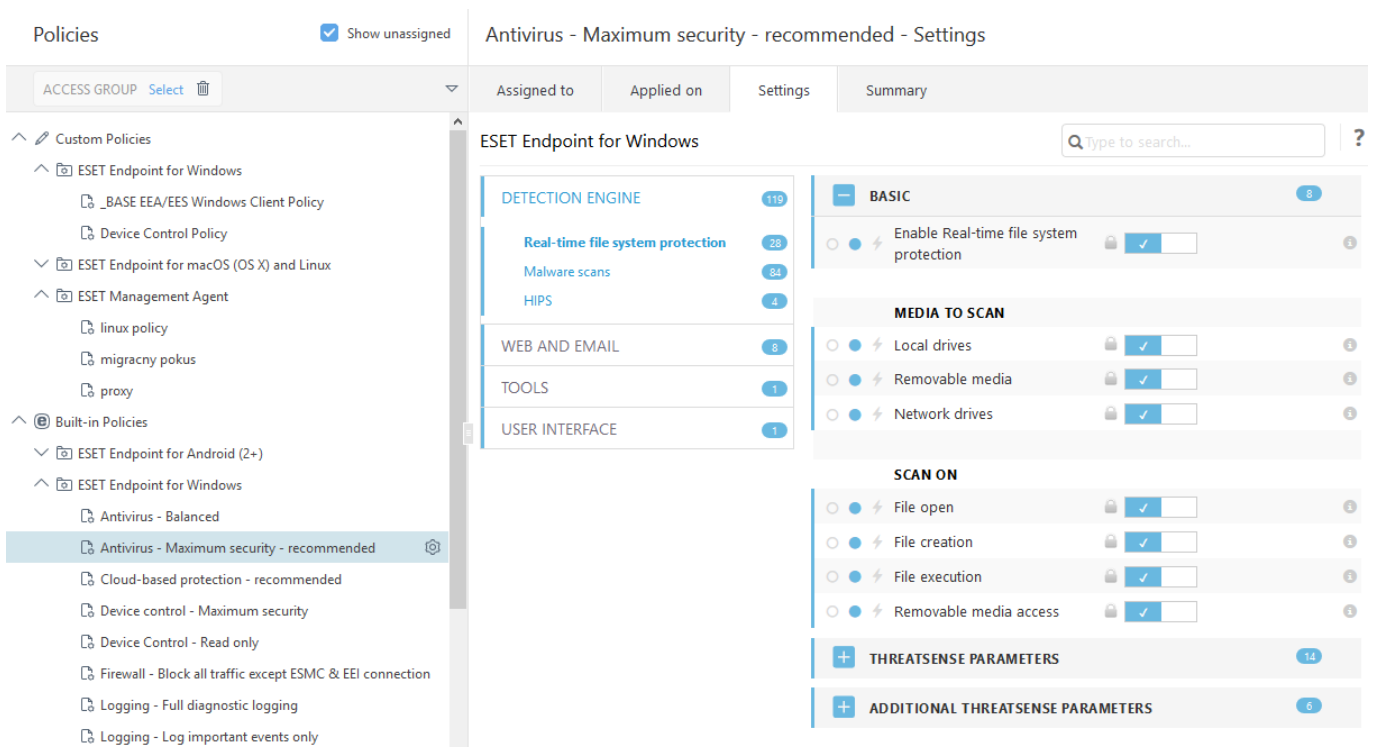 Policies
Show unassigned
ACCESS GROUP Select
Custom Policies
ESET Endpoint for Windows
_BASE EEA/EES Windows Client Policy
Device Control Policy
ESET Endpoint for macOS (OS X) and Linux
ESET Management Agent
linux policy
migracny pokus
proxy
Built-in Policies
ESET Endpoint for Android (2+)
ESET Endpoint for Windows
Antivirus - Balanced
Antivirus - Maximum security - recommended
Cloud-based protection - recommended
Device control - Maximum security
Device Control - Read only
Firewall - Block all traffic except ESMC & EEI connection
Logging - Full diagnostic logging
Logging - Log important events only
Antivirus - Maximum security - recommended - Settings
Assigned to
Applied on
Settings
Summary
ESET Endpoint for Windows
Type to search...
?
DETECTION ENGINE 119
Real-time file system protection 28
Malware scans 84
HIPS 4
WEB AND EMAIL 8
TOOLS 1
USER INTERFACE 1
BASIC 8
Enable Real-time file system
protection
MEDIA TO SCAN
Local drives
Removable media
Network drives
SCAN ON
File open
File creation
File execution
Removable media access
THREATSENSE PARAMETERS 14
ADDITIONAL THREATSENSE PARAMETERS 6